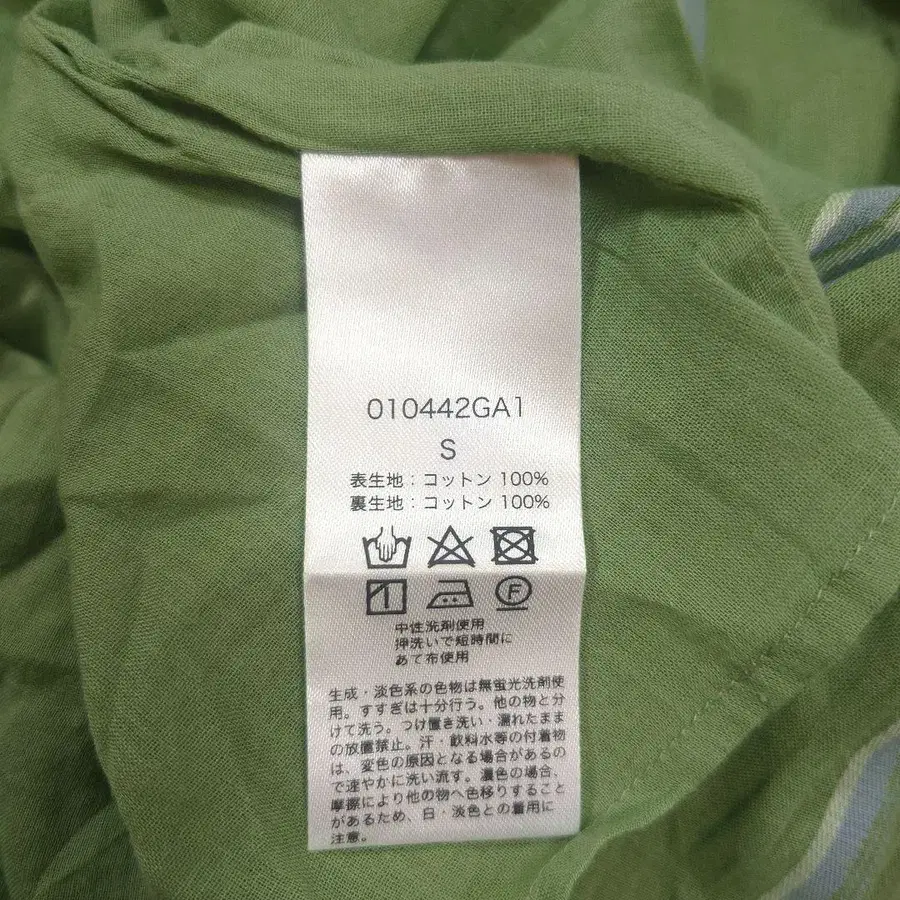 010442GA1
S
表生地：コットン 100%
裏生地：コットン 100%
F
中性洗剤使用
押洗いで短時間に
あて布使用
生成・淡色系の色物は無蛍光洗剤使
用。すすぎは十分行う。他の物と分
けて洗う。つけ置き洗い・濡れたまま
の放置禁止。汗・飲料水等の付着物
は、変色の原因となる場合があるの
で速やかに洗い流す。濃色の場合、
摩擦により他の物へ色移りすること
があるため、白・淡色との着用に
注意。